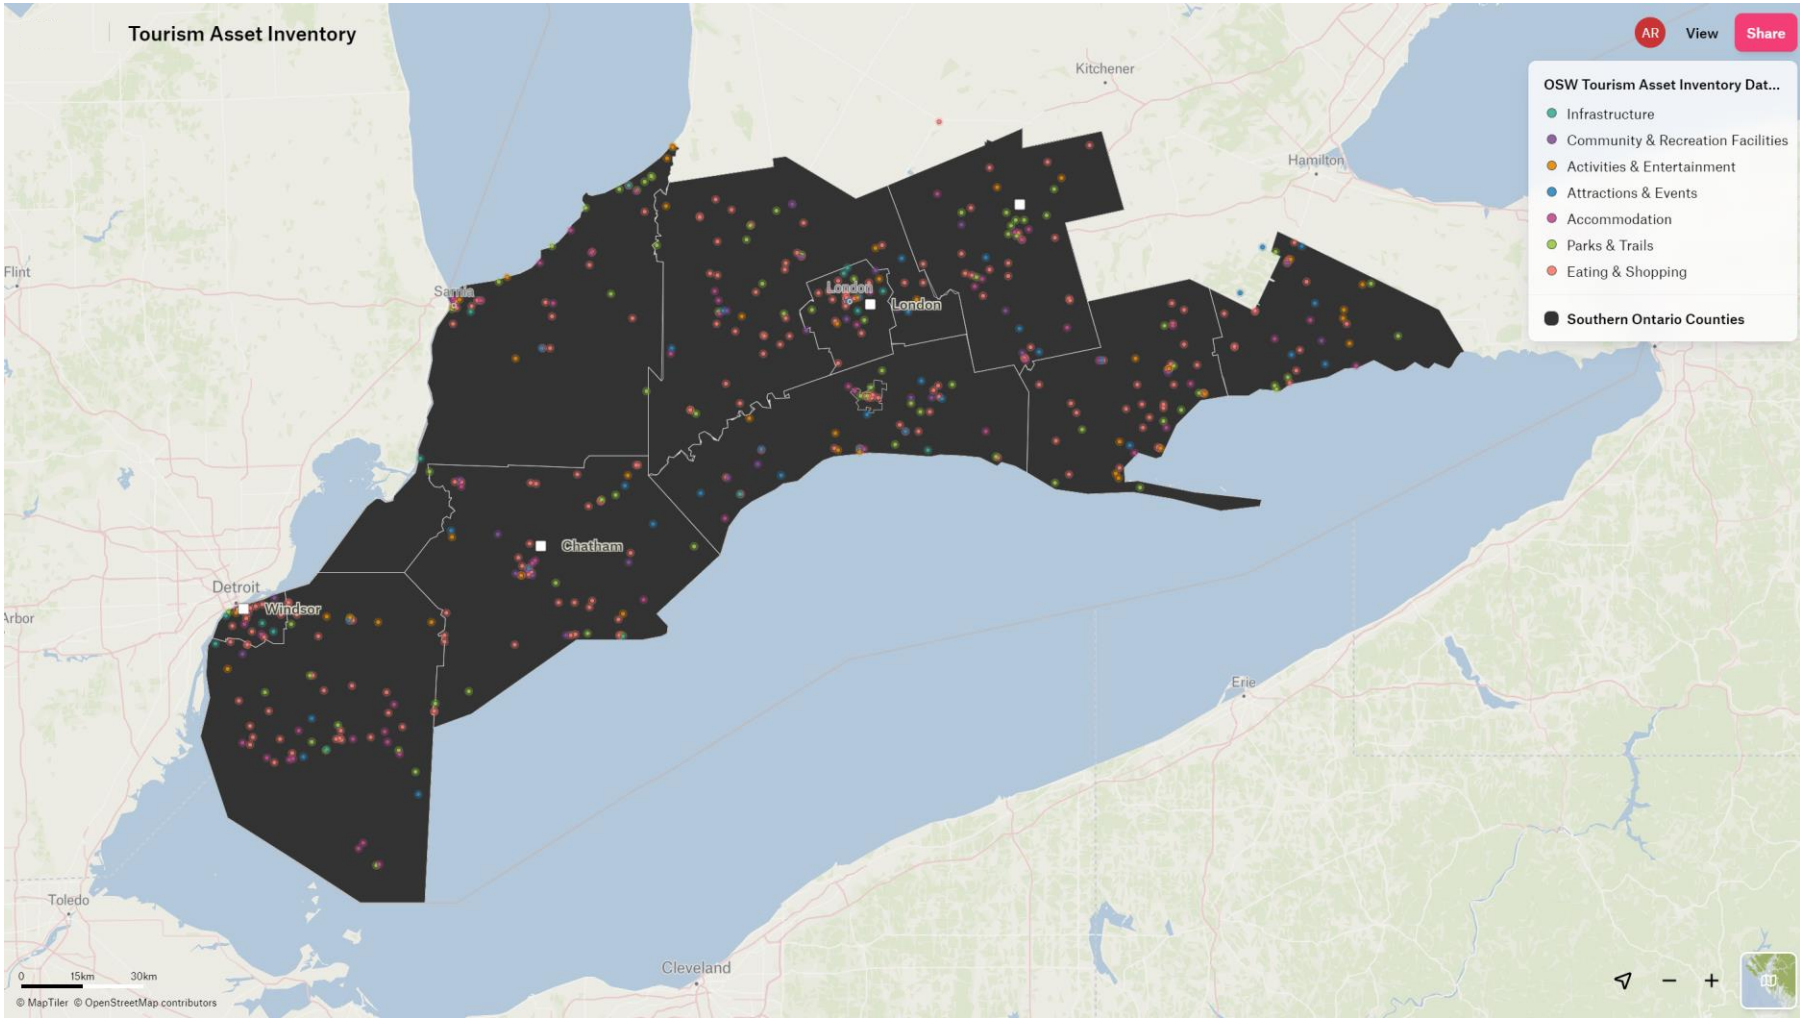 Tourism Asset Inventory
AR
View
Share
OSW Tourism Asset Inventory Dat...
Infrastructure
Community & Recreation Facilities
Activities & Entertainment
Attractions & Events
Accommodation
Parks & Trails
Eating & Shopping
Southern Ontario Counties
Kitchener
Hamilton
Flint
Sarnia
London
London
Chatham
Detroit
Windsor
Arbor
Erie
Toledo
Cleveland
0 15km 30km
© MapTiler © OpenStreetMap contributors